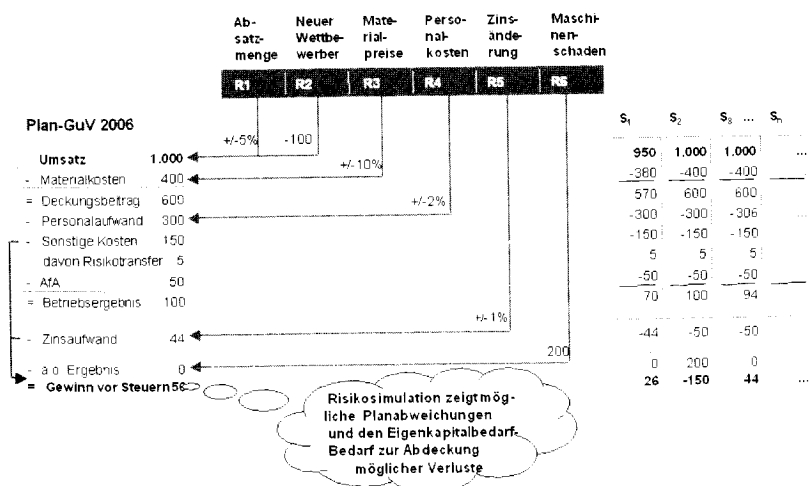 Ab-
satz-
menge
Neuer
Wettbe-
werber
Mate-
rial-
preise
Perso-
nal-
kosten
Zins-
ände-
rung
Maschi-
nen-
schaden
R1 R2 R3 R4 R5 R6
Plan-GuV 2006
S1 S2 S3 ... Sn
+/-5% -100
Umsatz 1.000
950 1.000 1.000 ...
+/-10%
- Materialkosten 400
-380 -400 -400
= Deckungsbeitrag 600
570 600 600
+/-2%
- Personalaufwand 300
-300 -300 -306 ...
- Sonstige Kosten 150
-150 -150 -150
davon Risikotransfer 5
5 5 5
- AfA 50
-50 -50 -50
= Betriebsergebnis 100
70 100 94
+/-1%
- Zinsaufwand 44
-44 -50 -50
200
- a.o. Ergebnis 0
0 200 0
= Gewinn vor Steuern 56
26 -150 44 ...
Risikosimulation zeigt mög-
liche Planabweichungen
und den Eigenkapitalbedarf-
Bedarf zur Abdeckung
möglicher Verluste